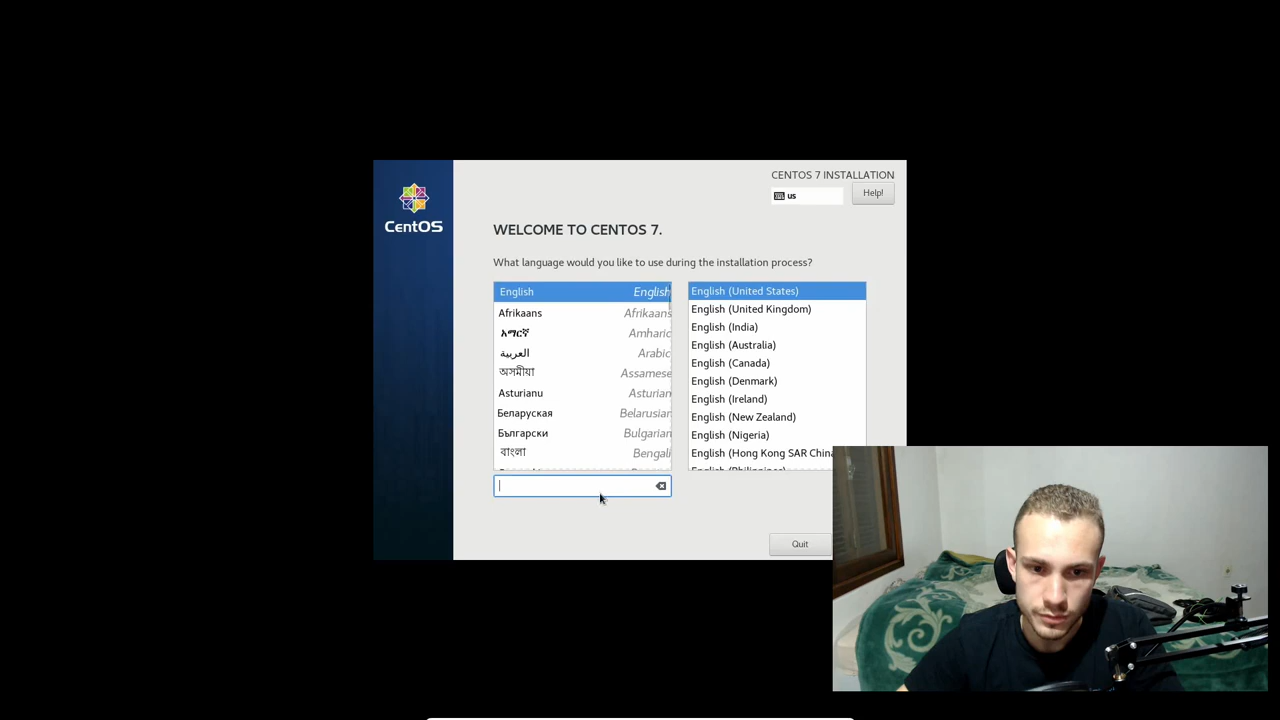 CENTOS 7 INSTALLATION
us
Help!
CentOS
WELCOME TO CENTOS 7.
What language would you like to use during the installation process?
English English
Afrikaans Afrikaans
አማርኛ Amharic
العربية Arabic
অসমীয়া Assamese
Asturianu Asturian
Беларуская Belarusian
Български Bulgarian
বাংলা Bengali
English (United States)
English (United Kingdom)
English (India)
English (Australia)
English (Canada)
English (Denmark)
English (Ireland)
English (New Zealand)
English (Nigeria)
English (Hong Kong SAR China
English (Philippines)
Quit